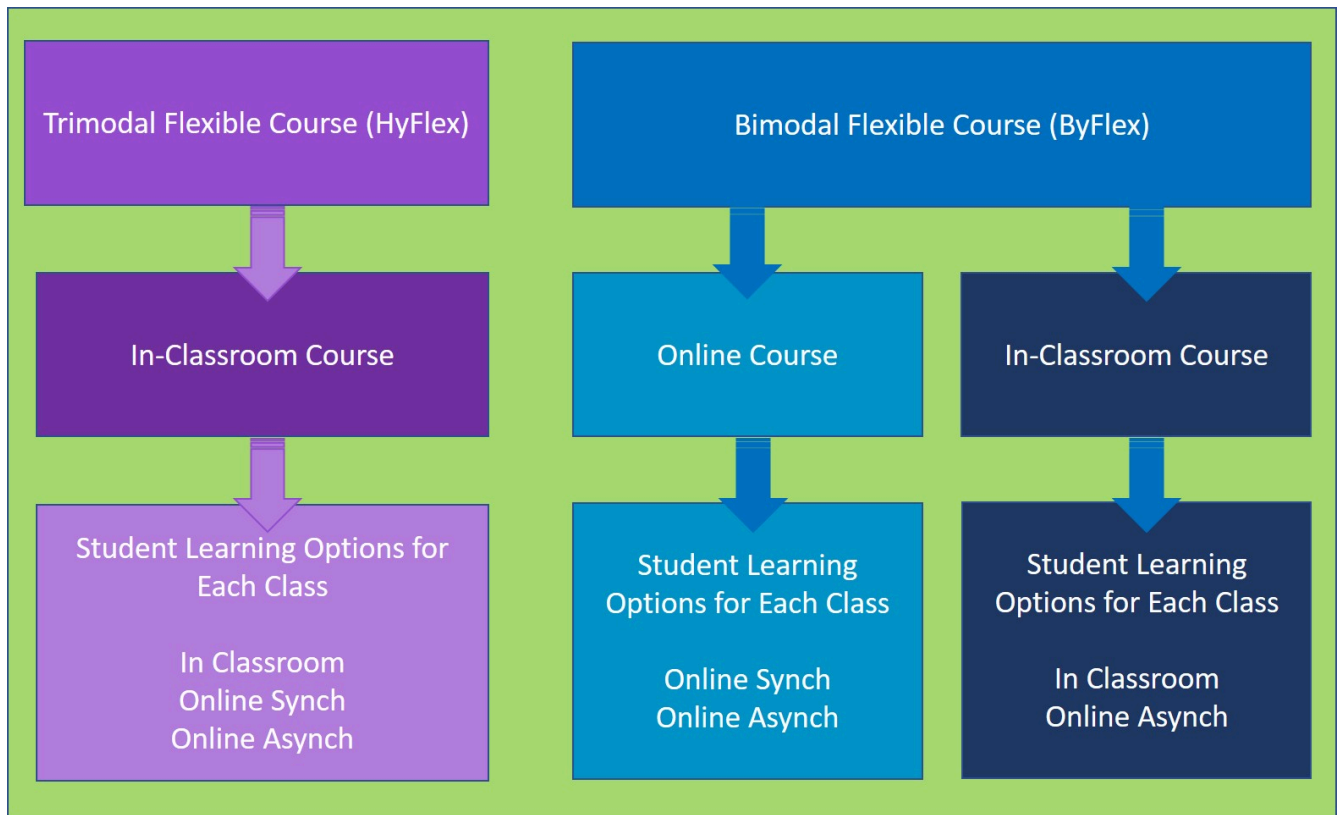 Trimodal Flexible Course (HyFlex)
Bimodal Flexible Course (ByFlex)
In-Classroom Course
Online Course
In-Classroom Course
Student Learning Options for
Each Class
In Classroom
Online Synch
Online Asynch
Student Learning
Options for Each Class
Online Synch
Online Asynch
Student Learning
Options for Each Class
In Classroom
Online Asynch